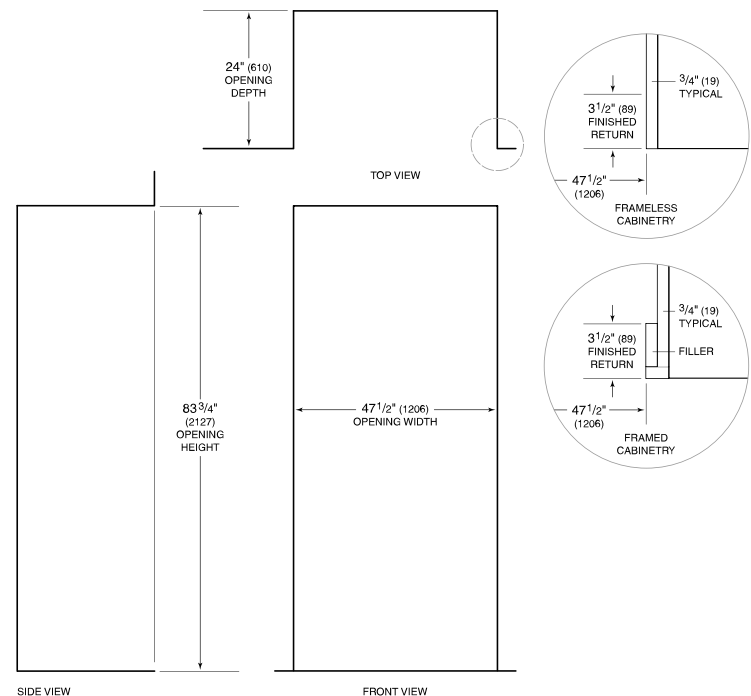 24" (610)
OPENING
DEPTH
TOP VIEW
3/4" (19)
TYPICAL
3 1/2" (89)
FINISHED
RETURN
47 1/2"
(1206)
FRAMELESS
CABINETRY
3/4" (19)
TYPICAL
3 1/2" (89)
FINISHED
RETURN
FILLER
47 1/2"
(1206)
FRAMED
CABINETRY
83 3/4"
(2127)
OPENING
HEIGHT
47 1/2" (1206)
OPENING WIDTH
SIDE VIEW
FRONT VIEW